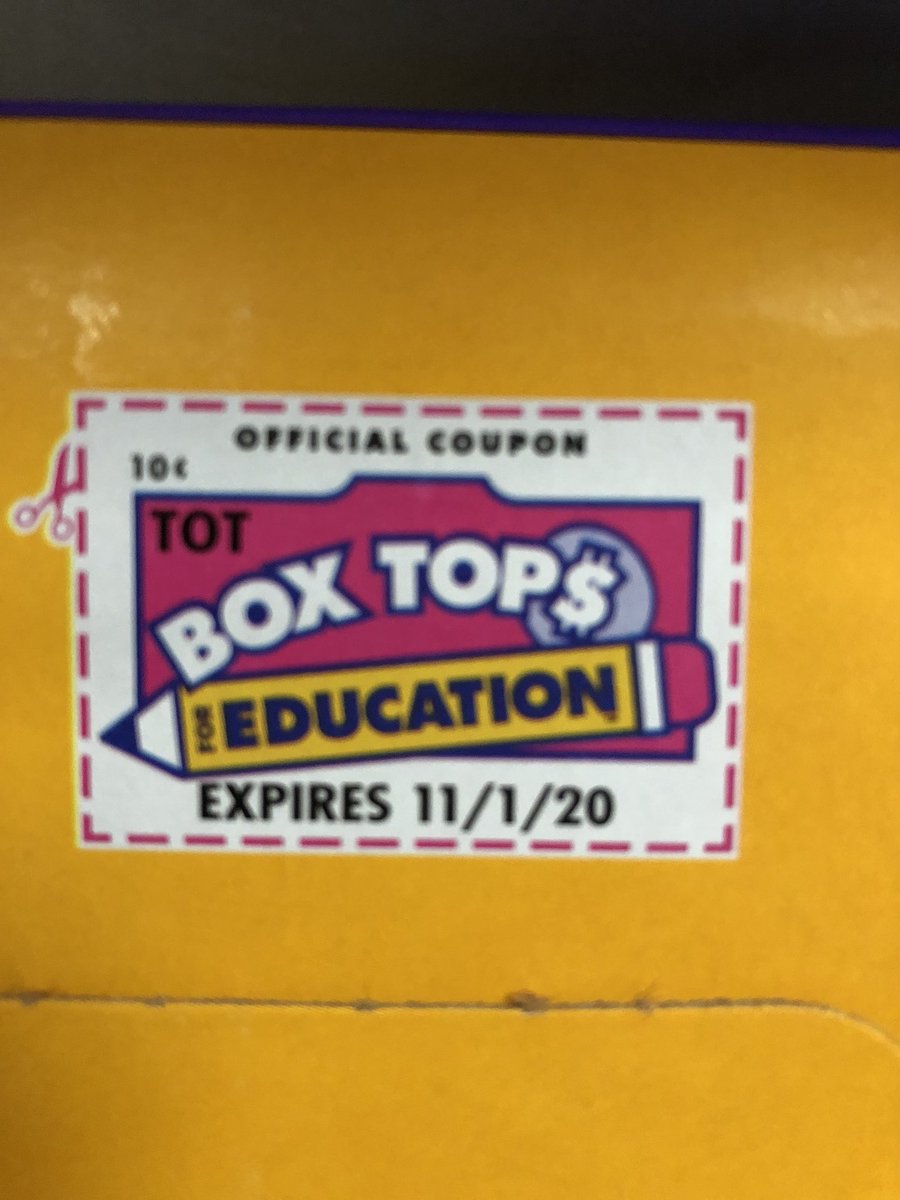 OFFICIAL COUPON
10¢
TOT
BOX TOP$
FOR EDUCATION
EXPIRES 11/1/20